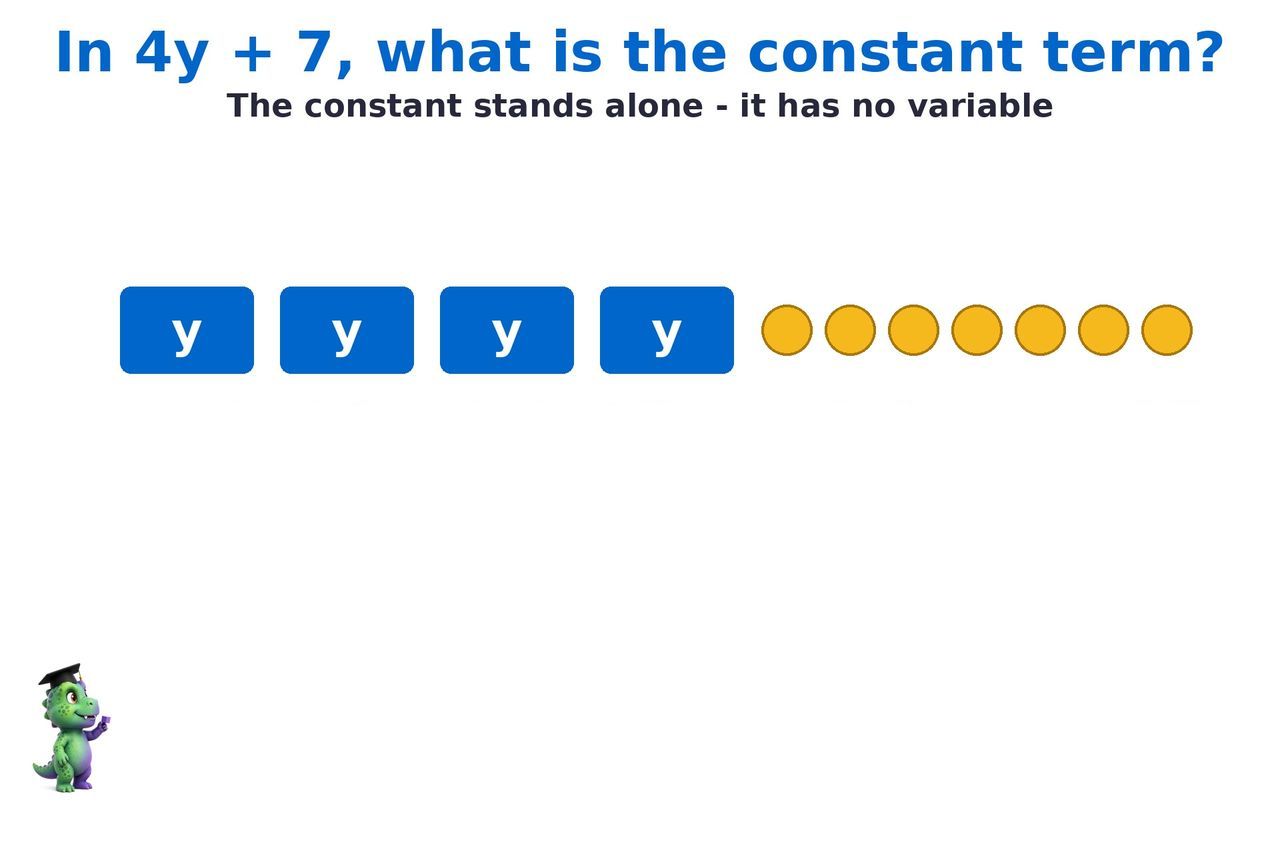 In 4y + 7, what is the constant term?
The constant stands alone - it has no variable
y y y y